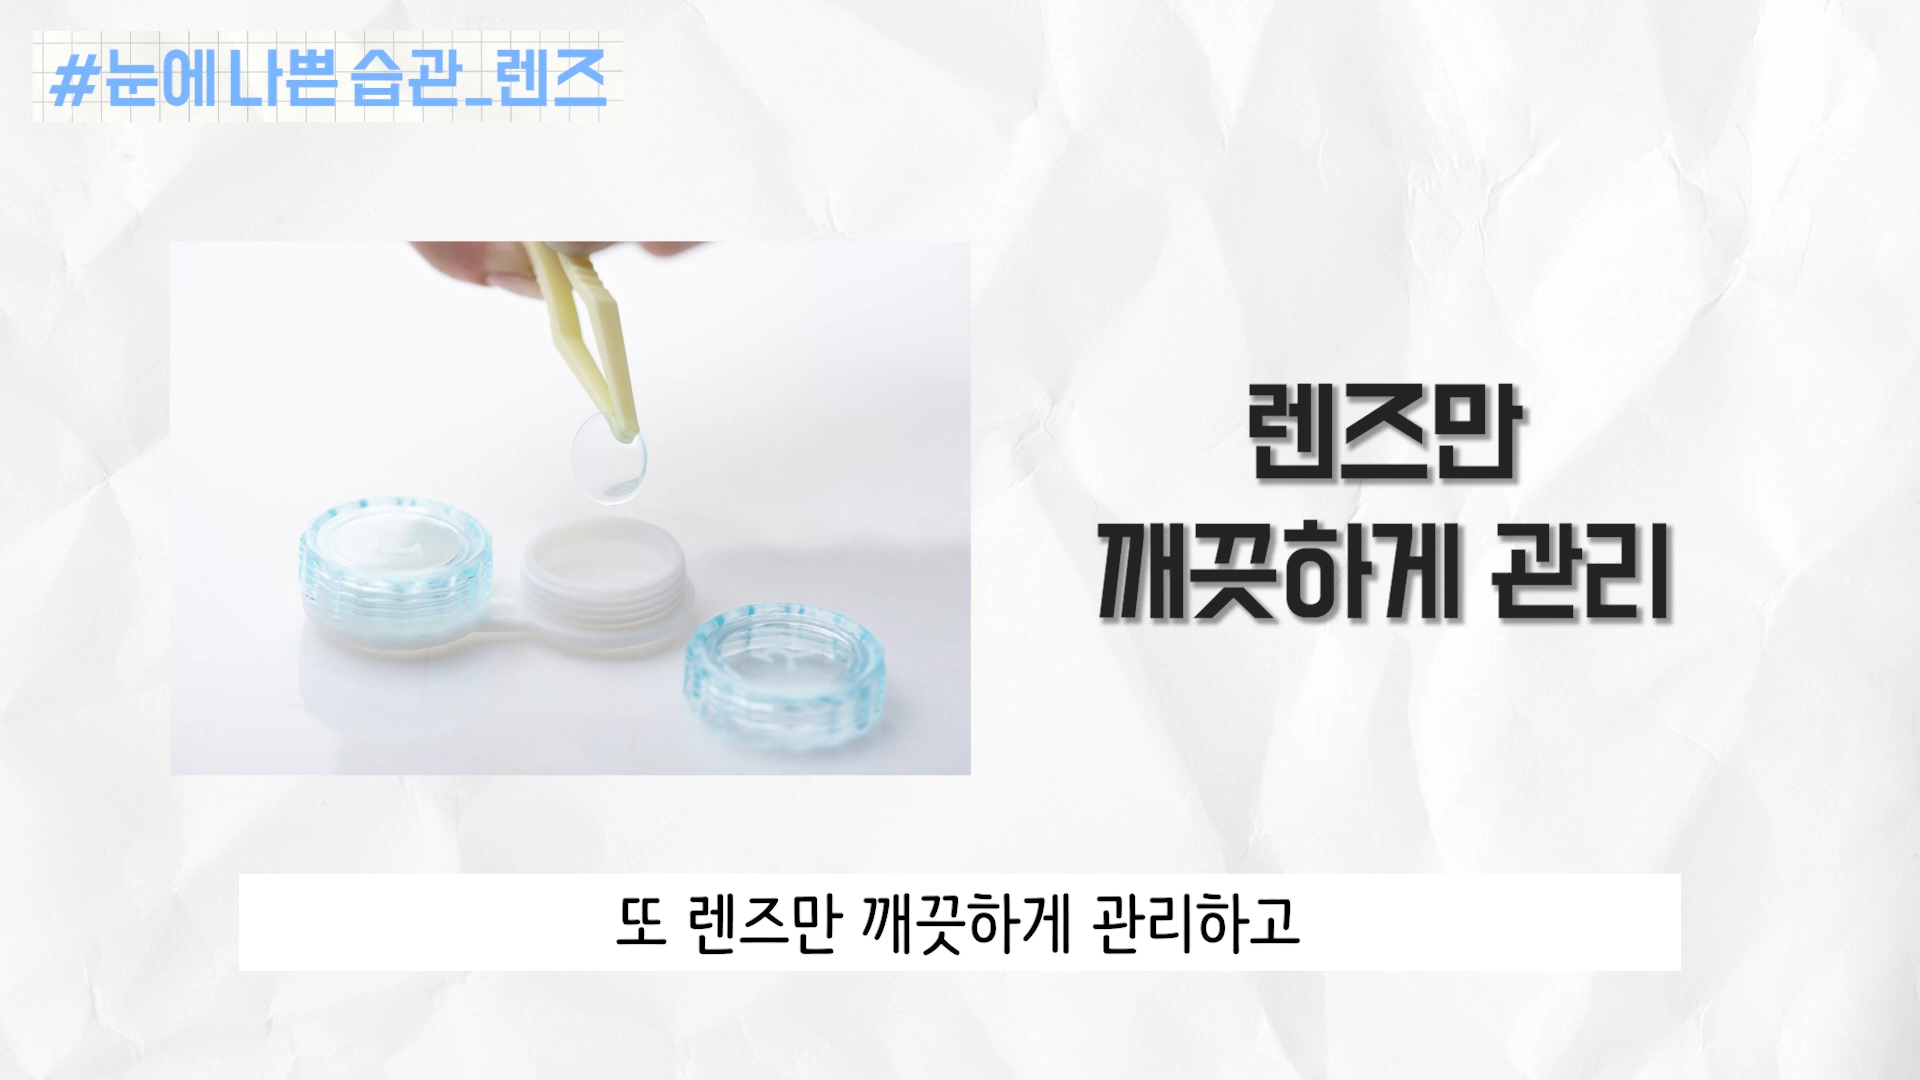 #눈에 나쁜 습관_렌즈
렌즈만
깨끗하게 관리
또 렌즈만 깨끗하게 관리하고